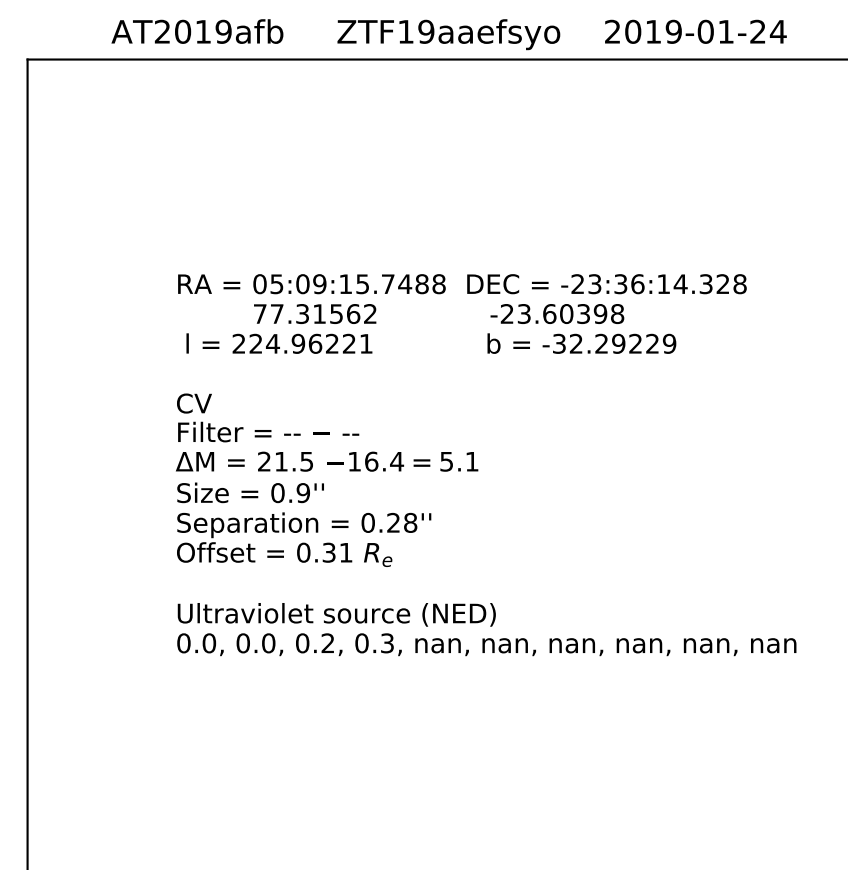 AT2019afb ZTF19aaefsyo 2019-01-24
RA = 05:09:15.7488 DEC = -23:36:14.328
77.31562 -23.60398
l = 224.96221 b = -32.29229
CV
Filter = -- − --
ΔM = 21.5 −16.4 = 5.1
Size = 0.9''
Separation = 0.28''
Offset = 0.31 Re
Ultraviolet source (NED)
0.0, 0.0, 0.2, 0.3, nan, nan, nan, nan, nan, nan